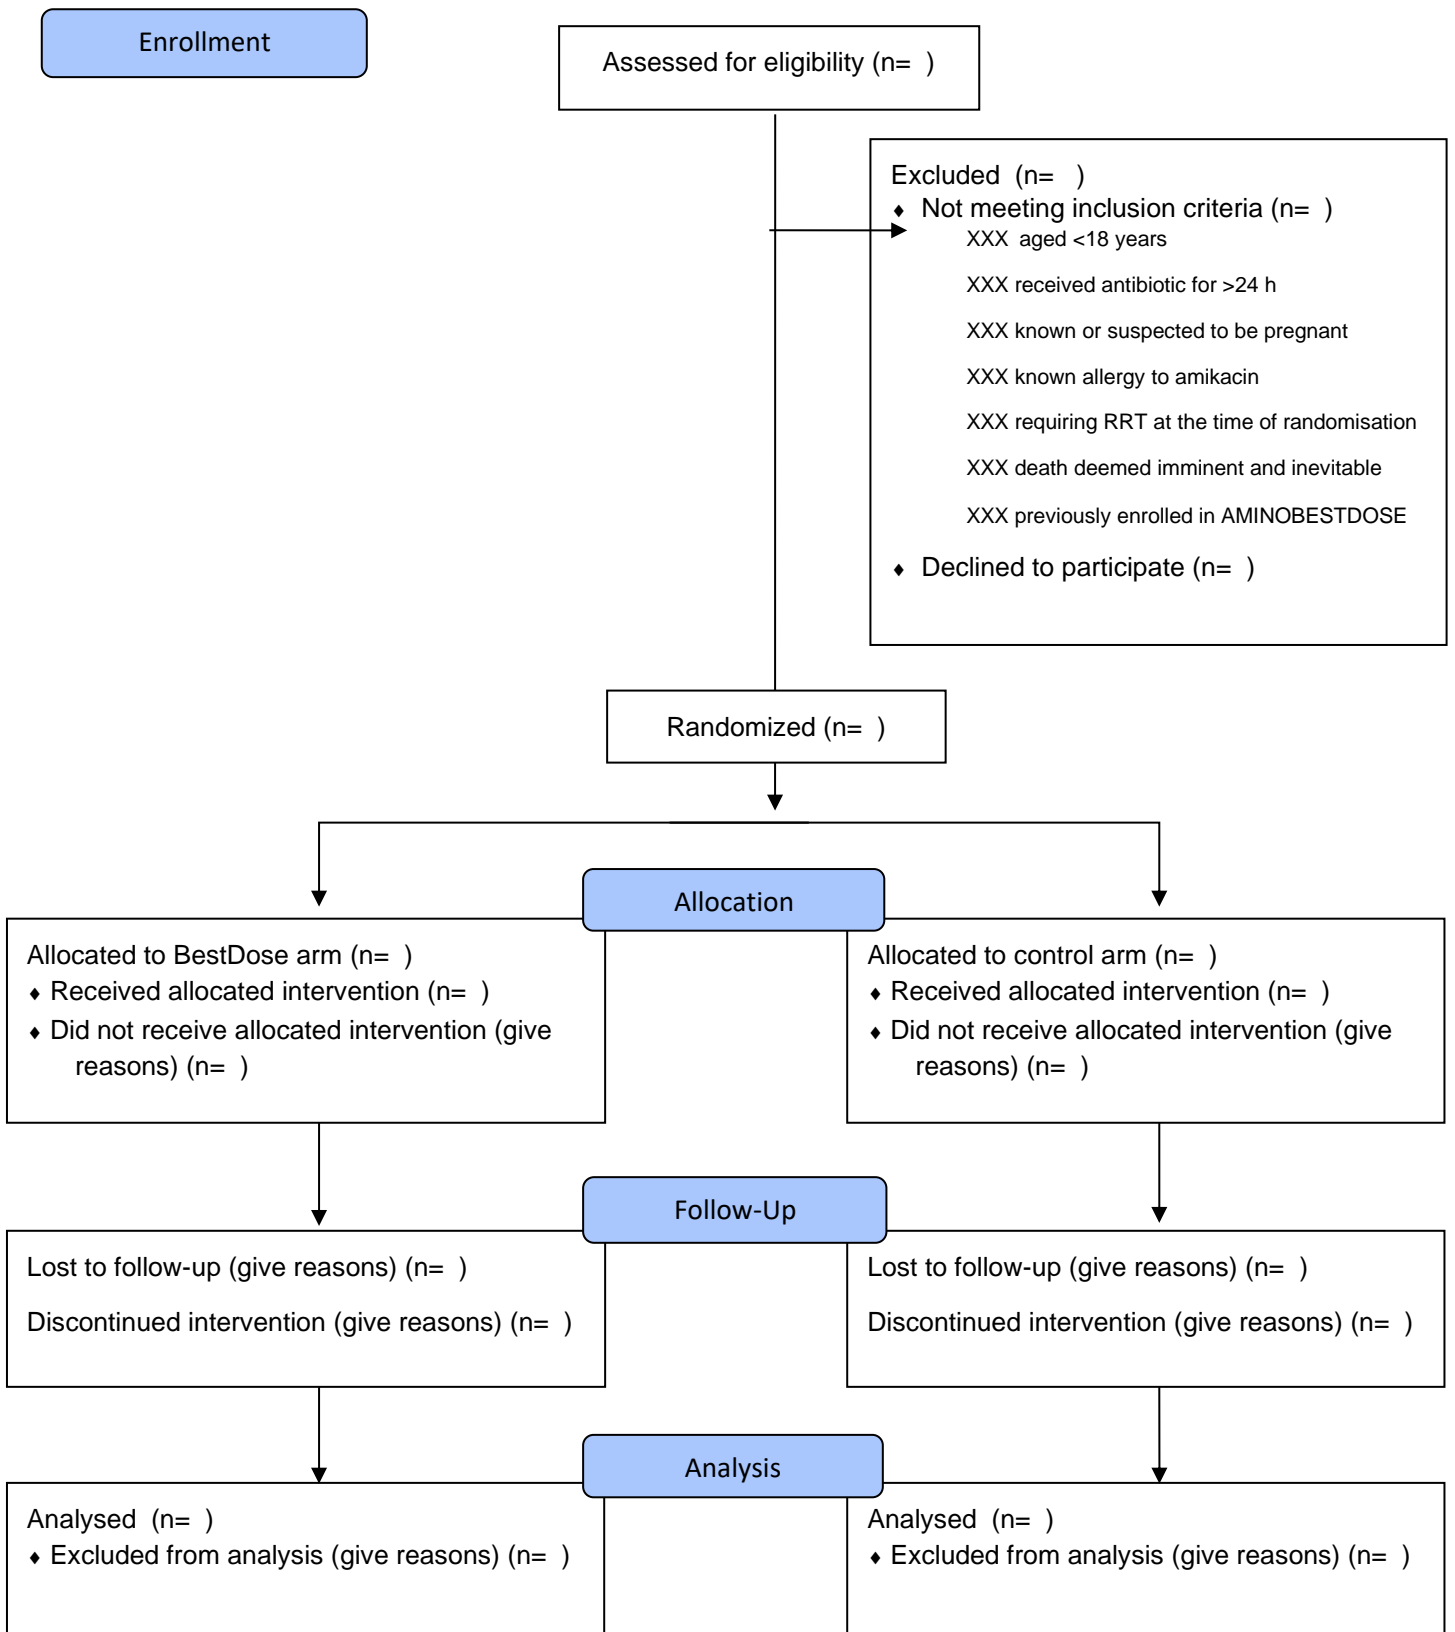 Enrollment
Assessed for eligibility (n=  )
Excluded  (n=   )
♦ Not meeting inclusion criteria (n=  )
XXX  aged <18 years
XXX received antibiotic for >24 h
XXX known or suspected to be pregnant
XXX known allergy to amikacin
XXX requiring RRT at the time of randomisation
XXX death deemed imminent and inevitable
XXX previously enrolled in AMINOBESTDOSE
♦ Declined to participate (n=  )
Randomized (n=  )
Allocation
Allocated to BestDose arm (n=  )
♦ Received allocated intervention (n=  )
♦ Did not receive allocated intervention (give
reasons) (n=  )
Allocated to control arm (n=  )
♦ Received allocated intervention (n=  )
♦ Did not receive allocated intervention (give
reasons) (n=  )
Follow-Up
Lost to follow-up (give reasons) (n=  )
Discontinued intervention (give reasons) (n=  )
Lost to follow-up (give reasons) (n=  )
Discontinued intervention (give reasons) (n=  )
Analysis
Analysed  (n=  )
♦ Excluded from analysis (give reasons) (n=  )
Analysed  (n=  )
♦ Excluded from analysis (give reasons) (n=  )